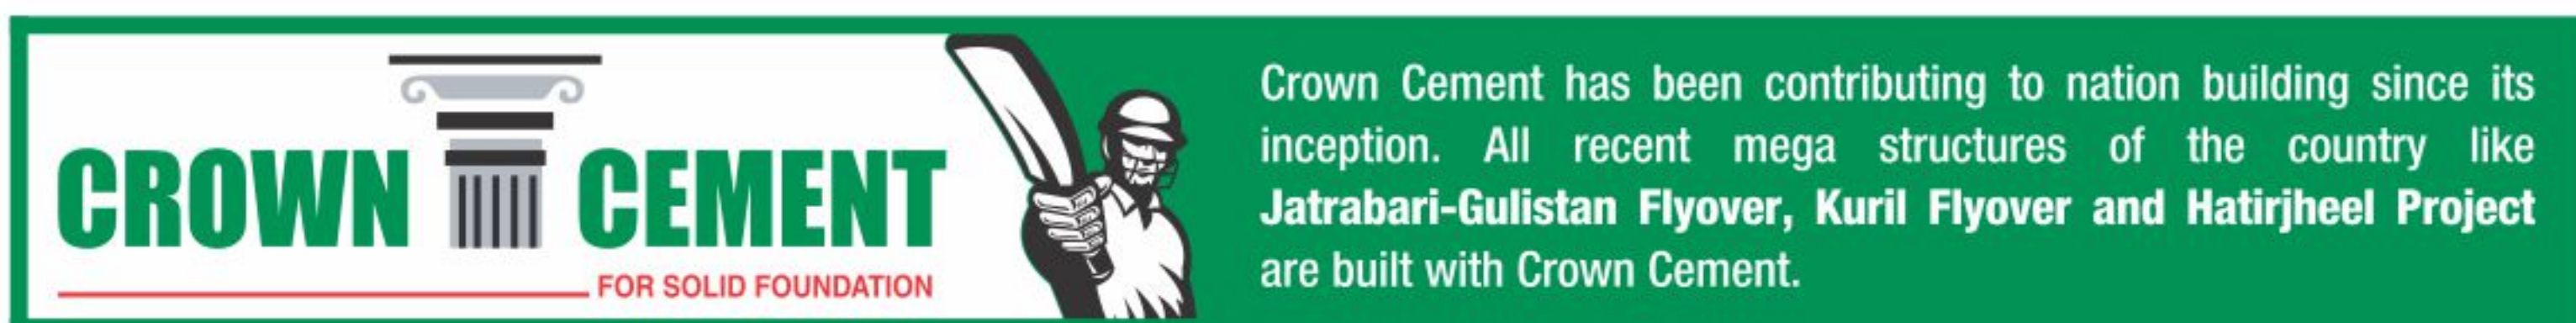 CROWN CEMENT
FOR SOLID FOUNDATION
Crown Cement has been contributing to nation building since its
inception. All recent mega structures of the country like
Jatrabari-Gulistan Flyover, Kuril Flyover and Hatirjheel Project
are built with Crown Cement.